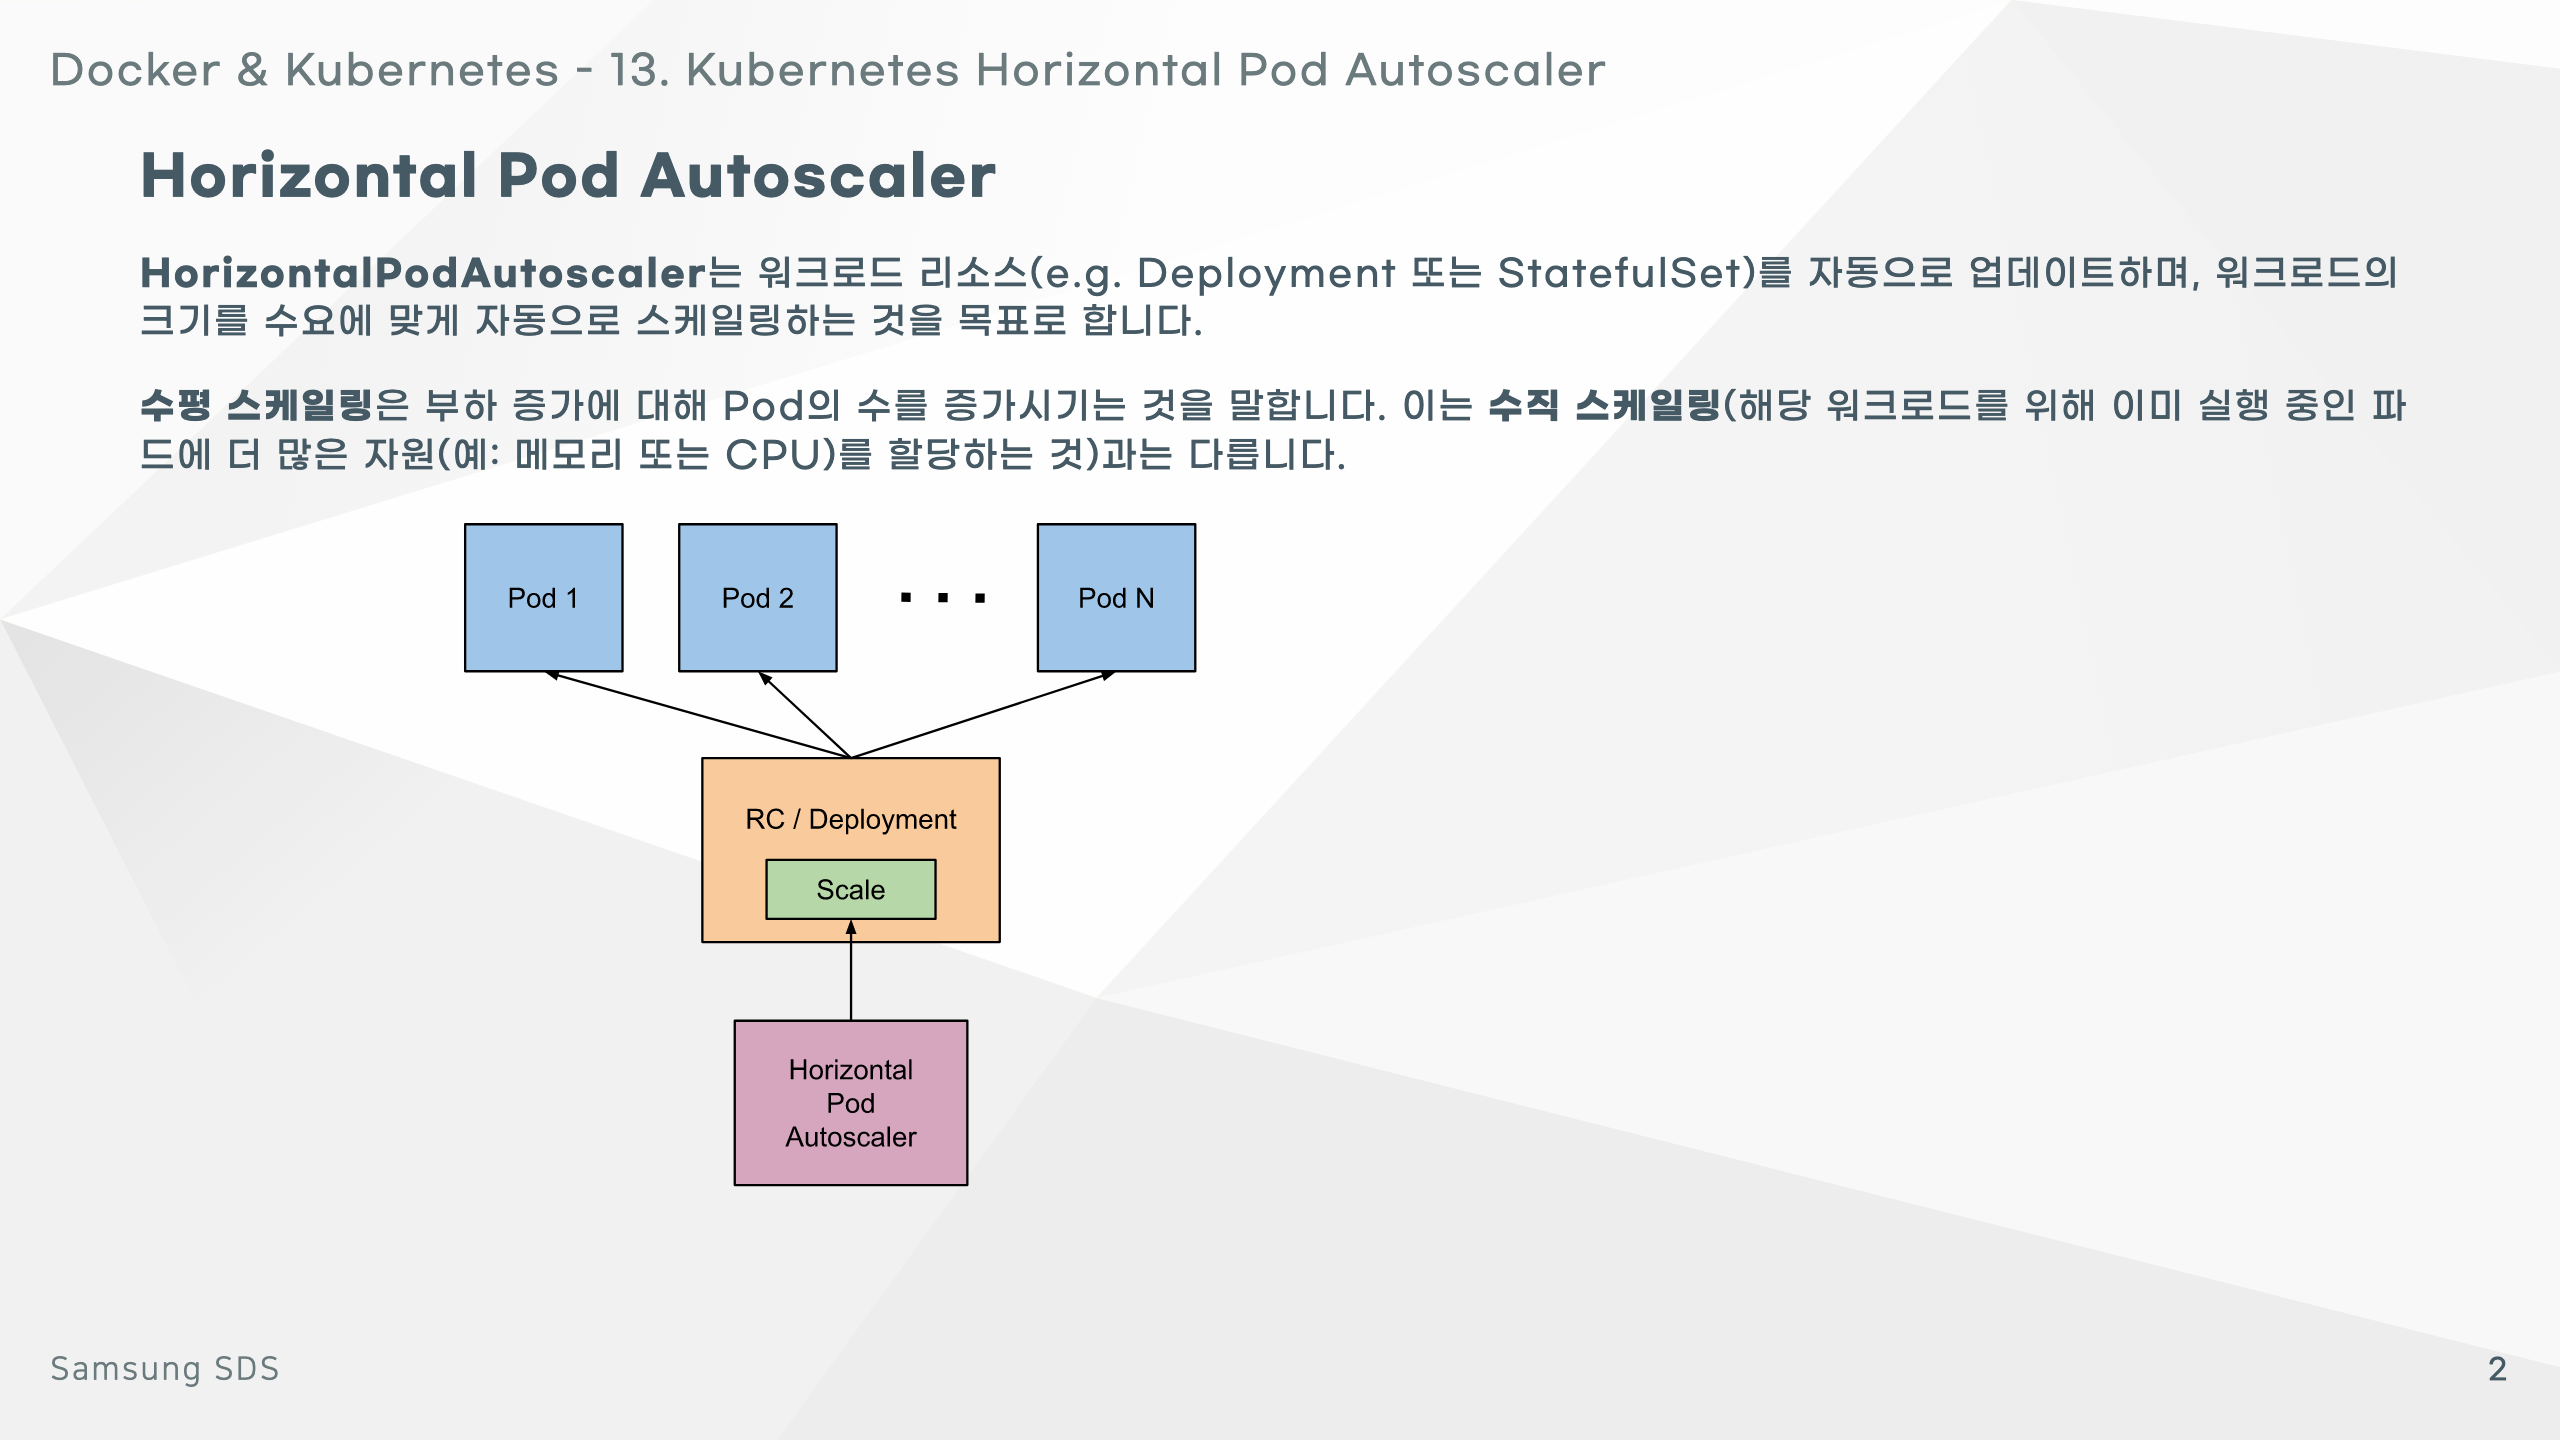 Docker & Kubernetes - 13. Kubernetes Horizontal Pod Autoscaler
Horizontal Pod Autoscaler
HorizontalPodAutoscaler는 워크로드 리소스(e.g. Deployment 또는 StatefulSet)를 자동으로 업데이트하며, 워크로드의
크기를 수요에 맞게 자동으로 스케일링하는 것을 목표로 합니다.
수평 스케일링은 부하 증가에 대해 Pod의 수를 증가시기는 것을 말합니다. 이는 수직 스케일링(해당 워크로드를 위해 이미 실행 중인 파
드에 더 많은 자원(예: 메모리 또는 CPU)를 할당하는 것)과는 다릅니다.
Pod 1
Pod 2
. . .
Pod N
RC / Deployment
Scale
Horizontal
Pod
Autoscaler
Samsung SDS
2